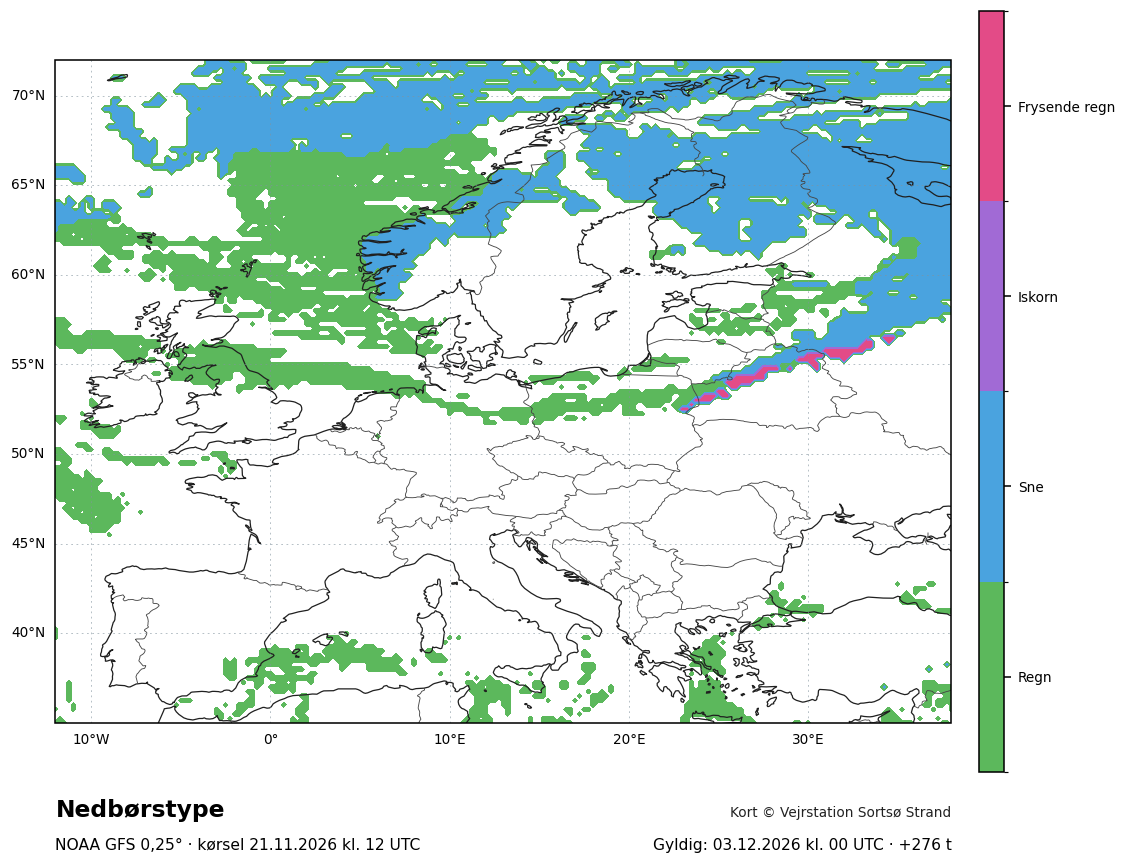 Frysende regn
Iskorn
Sne
Regn
70°N
65°N
60°N
55°N
50°N
45°N
40°N
10°W
0°
10°E
20°E
30°E
Nedbørstype
Kort © Vejrstation Sortsø Strand
NOAA GFS 0,25° · kørsel 21.11.2026 kl. 12 UTC
Gyldig: 03.12.2026 kl. 00 UTC · +276 t